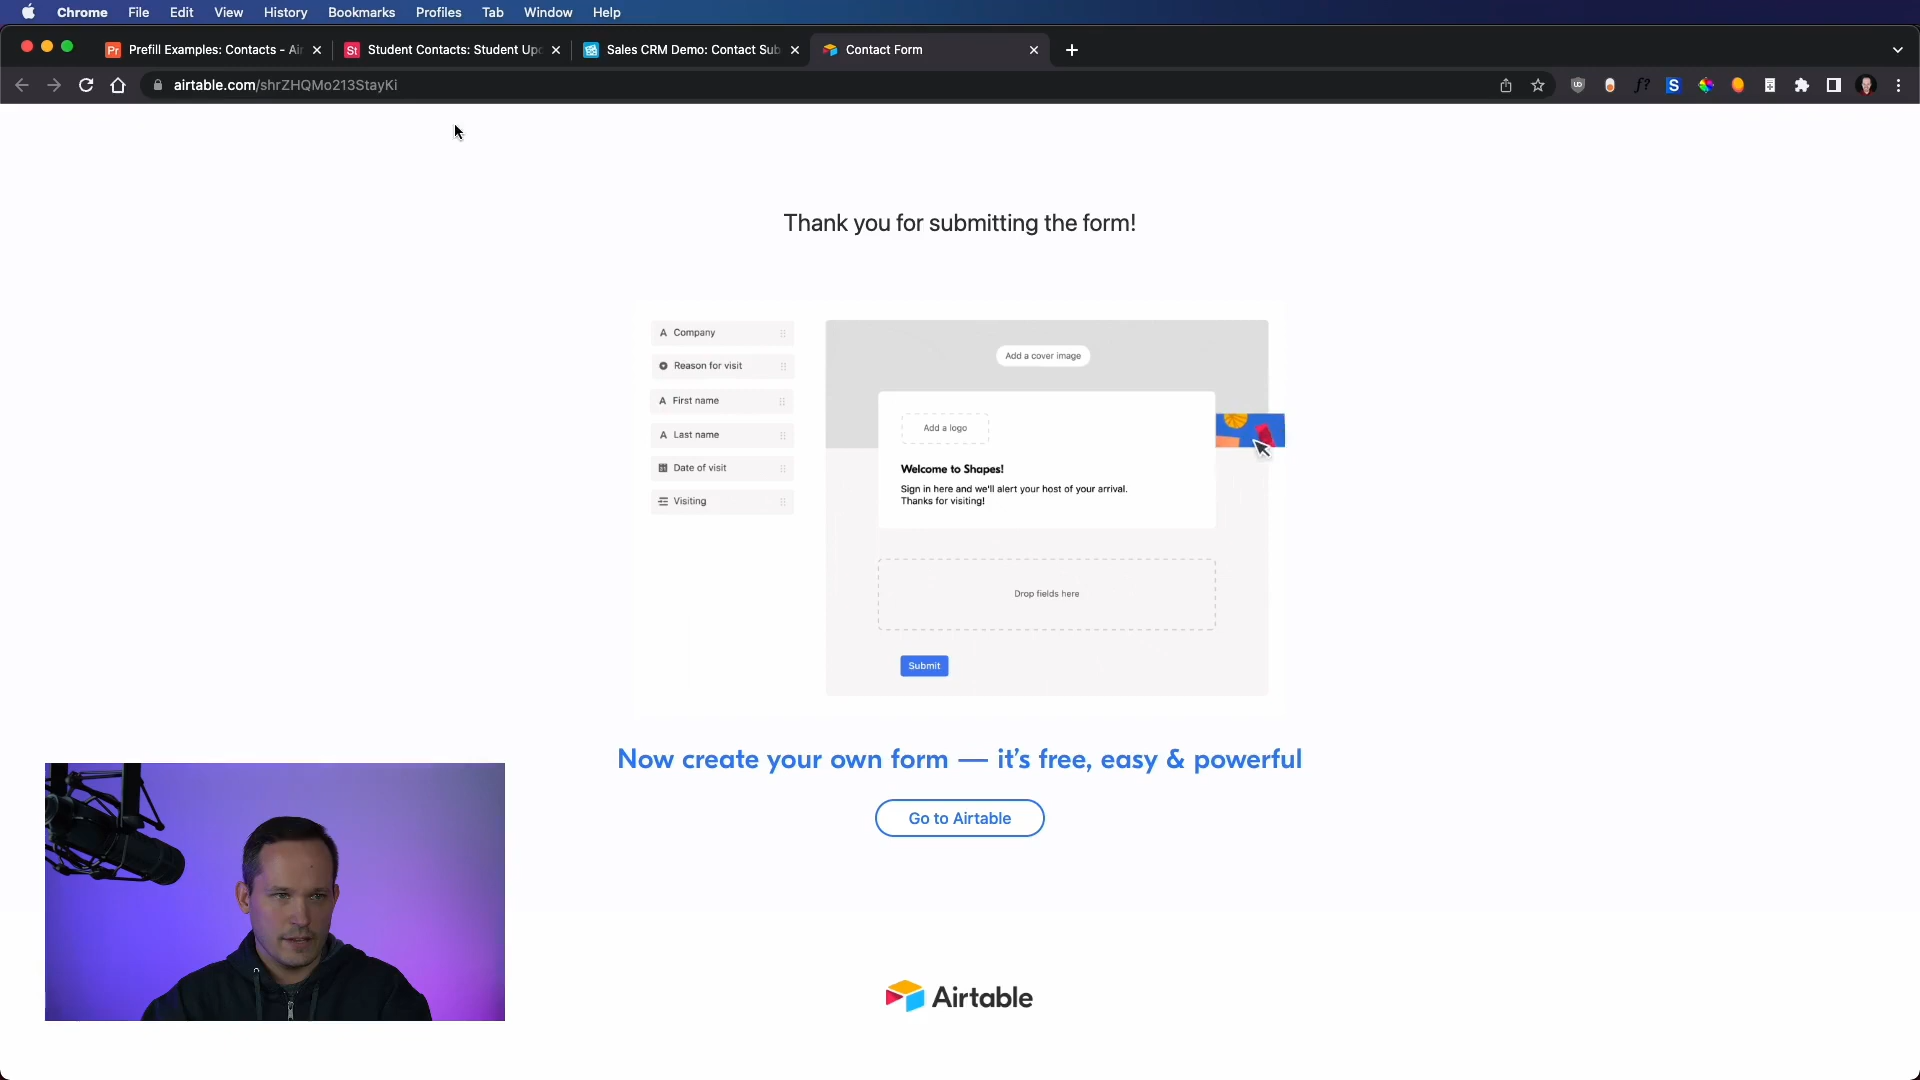 Chrome File Edit View History Bookmarks Profiles Tab Window Help
Pr Prefill Examples: Contacts - Air
St Student Contacts: Student Upd
Sales CRM Demo: Contact Sub
Contact Form
airtable.com/shrZHQMo213StayKi
Thank you for submitting the form!
Company
Reason for visit
First name
Last name
Date of visit
Visiting
Add a cover image
Add a logo
Welcome to Shapes!
Sign in here and we'll alert your host of your arrival.
Thanks for visiting!
Drop fields here
Submit
Now create your own form — it's free, easy & powerful
Go to Airtable
Airtable